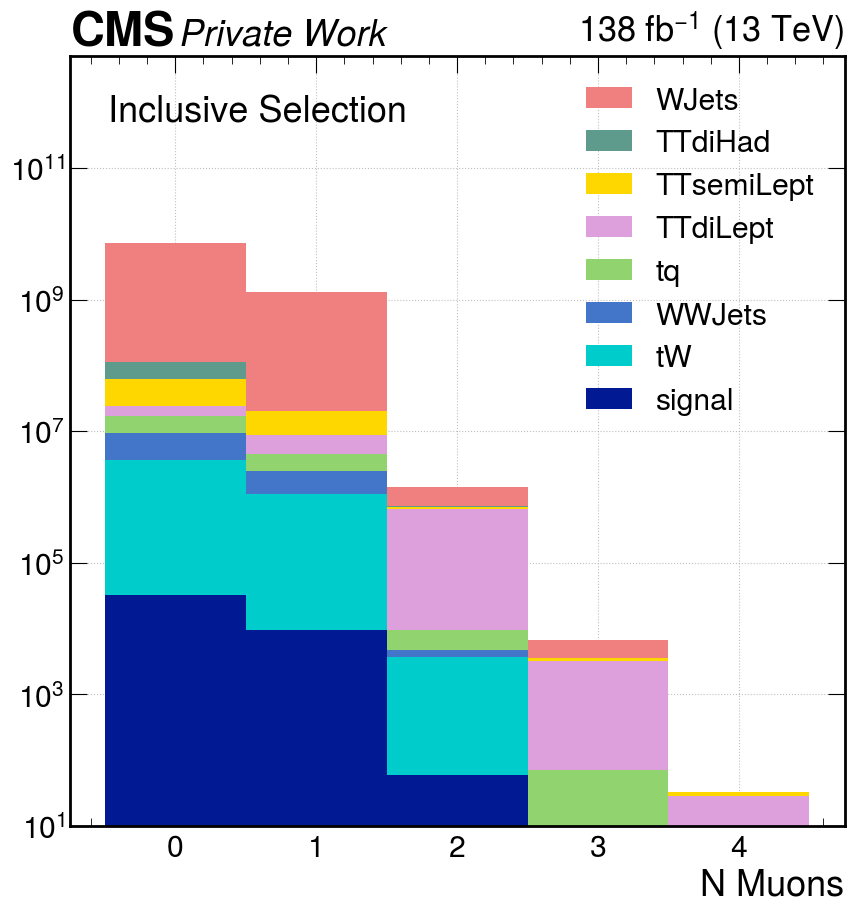 CMS Private Work 138 fb⁻¹ (13 TeV)
Inclusive Selection
WJets
TTdiHad
TTsemiLept
TTdiLept
tq
WWJets
tW
signal
10¹¹
10⁹
10⁷
10⁵
10³
10¹
0 1 2 3 4
N Muons